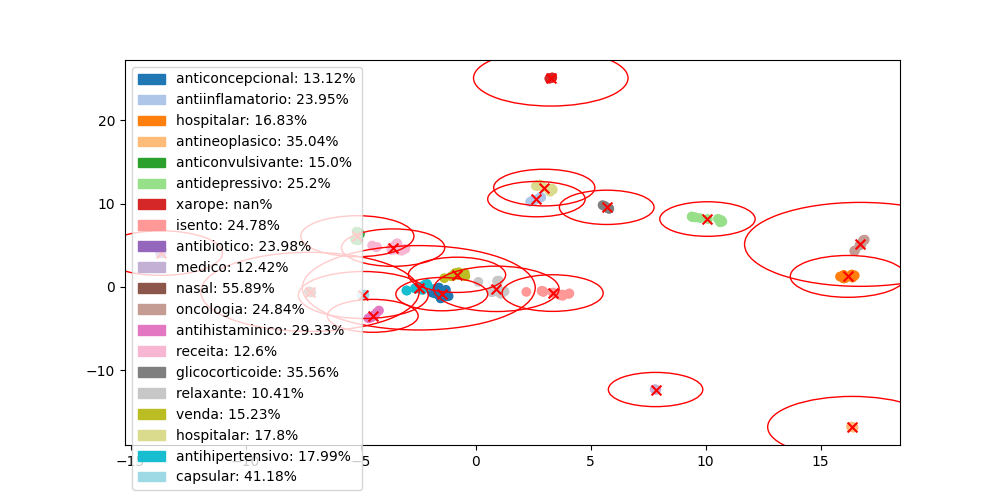 anticoncepcional: 13.12%
antiinflamatorio: 23.95%
hospitalar: 16.83%
antineoplasico: 35.04%
anticonvulsivante: 15.0%
antidepressivo: 25.2%
xarope: nan%
isento: 24.78%
antibiotico: 23.98%
medico: 12.42%
nasal: 55.89%
oncologia: 24.84%
antihistaminico: 29.33%
receita: 12.6%
glicocorticoide: 35.56%
relaxante: 10.41%
venda: 15.23%
hospitalar: 17.8%
antihipertensivo: 17.99%
capsular: 41.18%
20
10
0
−10
−15 −10 −5 0 5 10 15